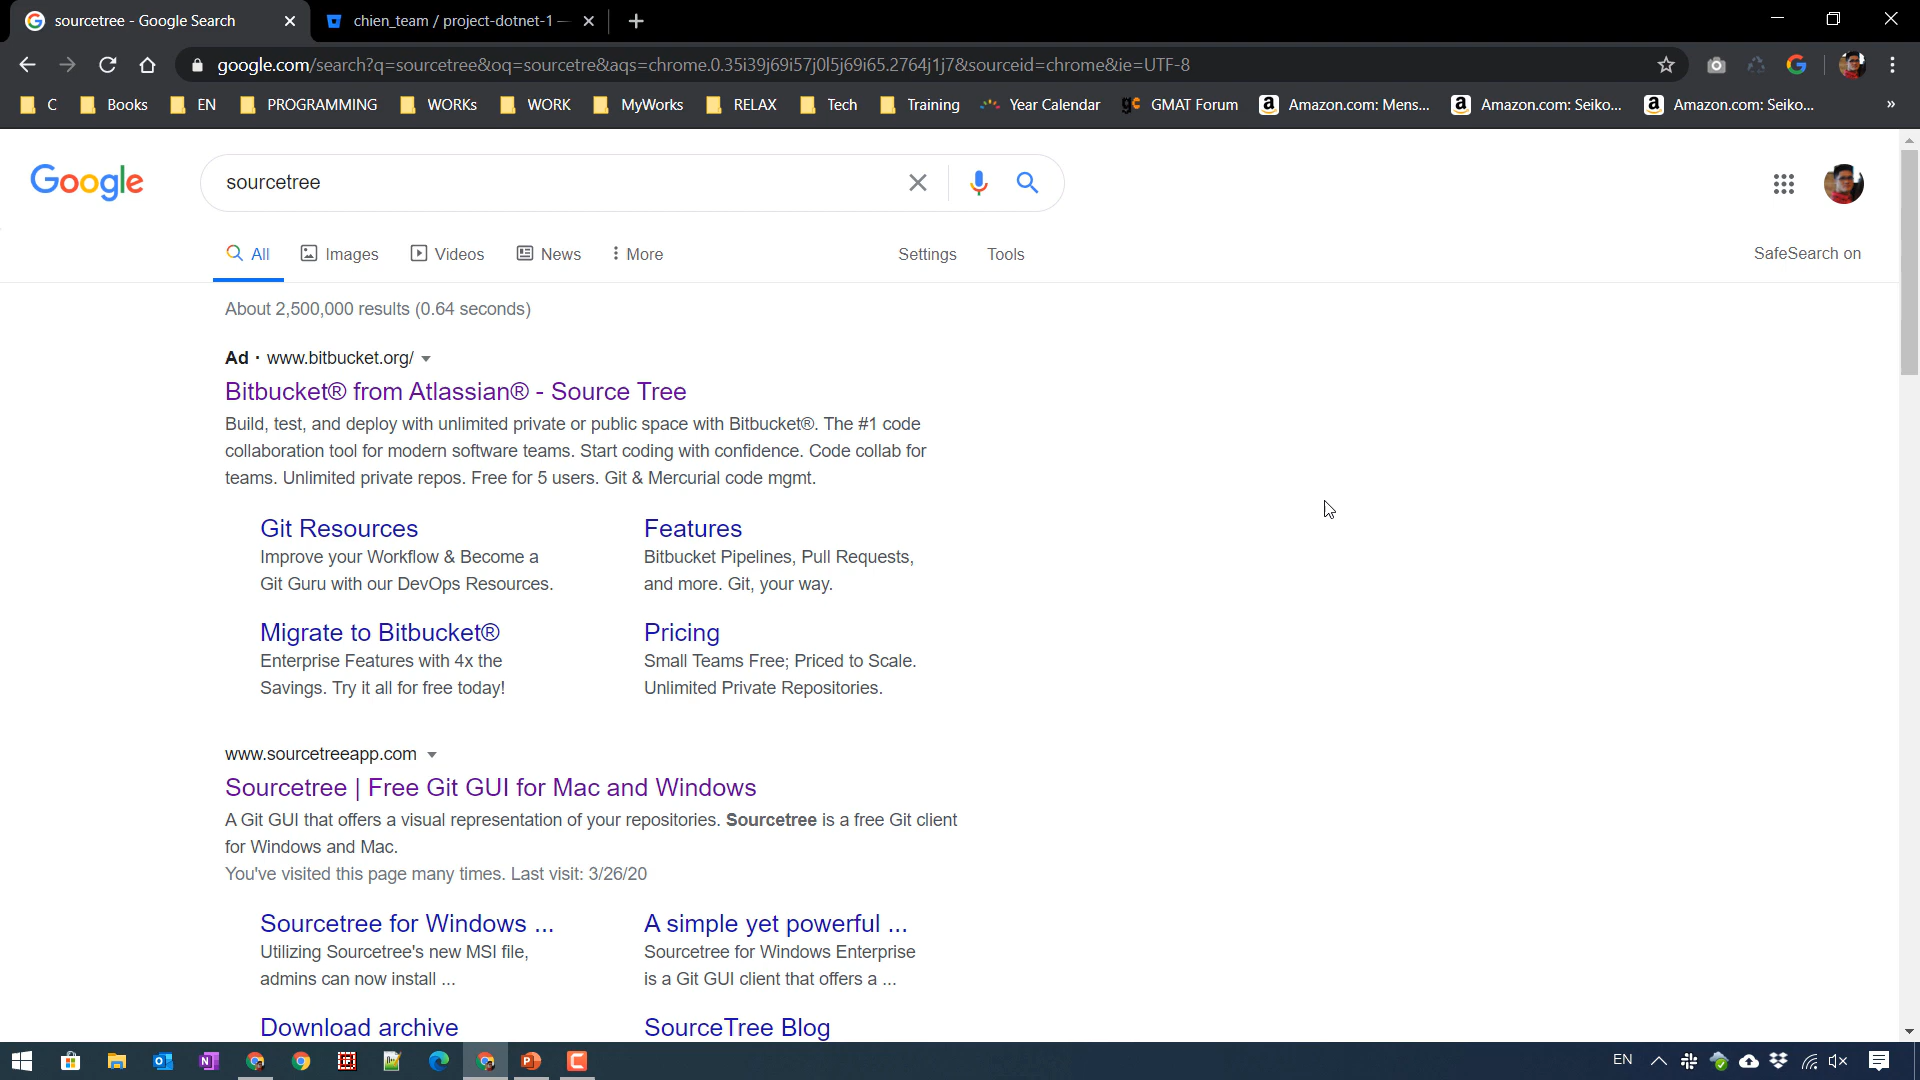 sourcetree - Google Search
chien_team / project-dotnet-1 —
google.com/search?q=sourcetree&oq=sourcetre&aqs=chrome.0.35i39j69i57j0l5j69i65.2764j1j7&sourceid=chrome&ie=UTF-8
C Books EN PROGRAMMING WORKs WORK MyWorks RELAX Tech Training Year Calendar GMAT Forum Amazon.com: Mens... Amazon.com: Seiko... Amazon.com: Seiko... »
Google
sourcetree
All Images Videos News More Settings Tools SafeSearch on
About 2,500,000 results (0.64 seconds)
Ad · www.bitbucket.org/
Bitbucket® from Atlassian® - Source Tree
Build, test, and deploy with unlimited private or public space with Bitbucket®. The #1 code
collaboration tool for modern software teams. Start coding with confidence. Code collab for
teams. Unlimited private repos. Free for 5 users. Git & Mercurial code mgmt.
Git Resources
Improve your Workflow & Become a
Git Guru with our DevOps Resources.
Features
Bitbucket Pipelines, Pull Requests,
and more. Git, your way.
Migrate to Bitbucket®
Enterprise Features with 4x the
Savings. Try it all for free today!
Pricing
Small Teams Free; Priced to Scale.
Unlimited Private Repositories.
www.sourcetreeapp.com
Sourcetree | Free Git GUI for Mac and Windows
A Git GUI that offers a visual representation of your repositories. Sourcetree is a free Git client
for Windows and Mac.
You've visited this page many times. Last visit: 3/26/20
Sourcetree for Windows ...
Utilizing Sourcetree's new MSI file,
admins can now install ...
A simple yet powerful ...
Sourcetree for Windows Enterprise
is a Git GUI client that offers a ...
Download archive
SourceTree Blog
EN